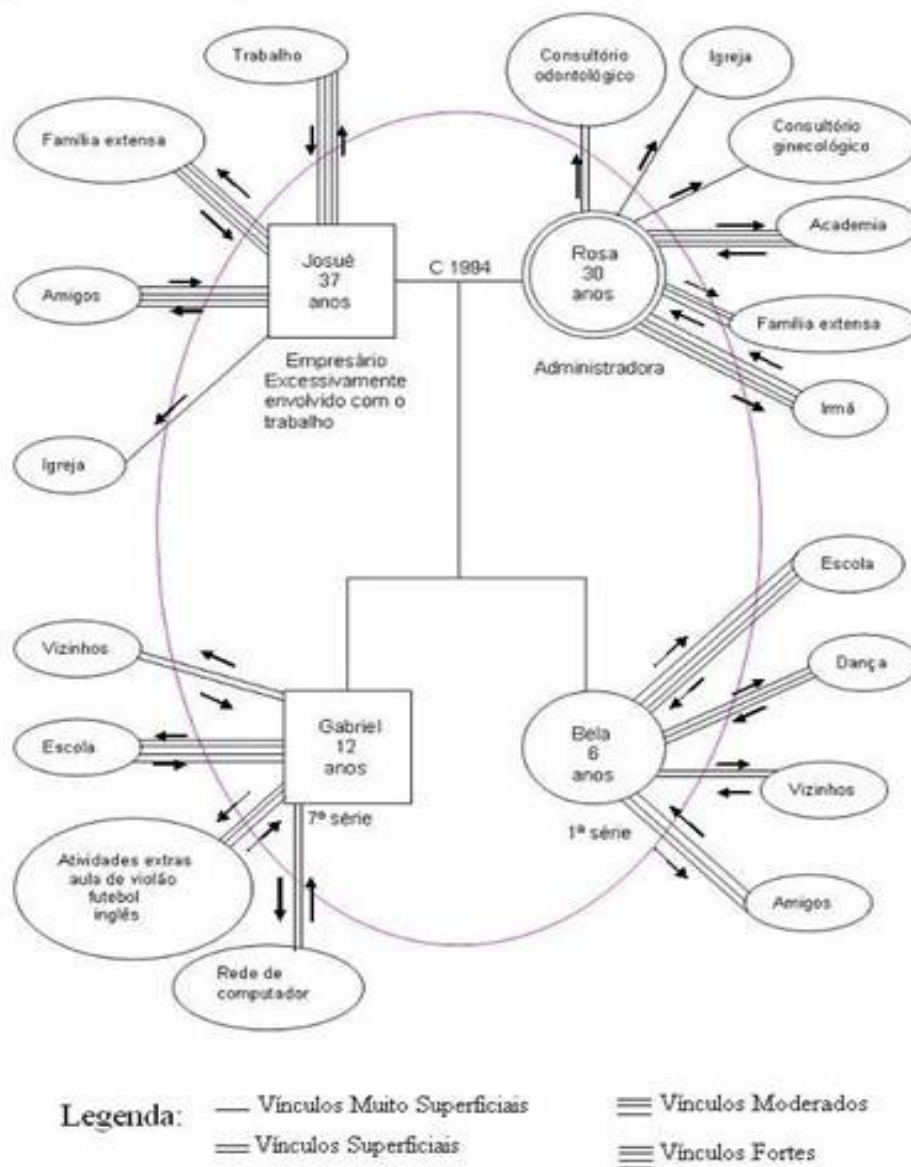 Trabalho
Consultório
odontológico
Igreja
Família extensa
Consultório
ginecológico
Josué
37
anos
C 1994
Rosa
30
anos
Academia
Amigos
Família extensa
Empresário
Excessivamente
envolvido com o
trabalho
Administradora
Irmã
Igreja
Escola
Vizinhos
Dança
Gabriel
12
anos
Bela
6
anos
Escola
Vizinhos
7ª série
1ª série
Atividades extras
aula de violão
futebol
inglês
Amigos
Rede de
computador
Legenda:
Vínculos Muito Superficiais
Vínculos Moderados
Vínculos Superficiais
Vínculos Fortes